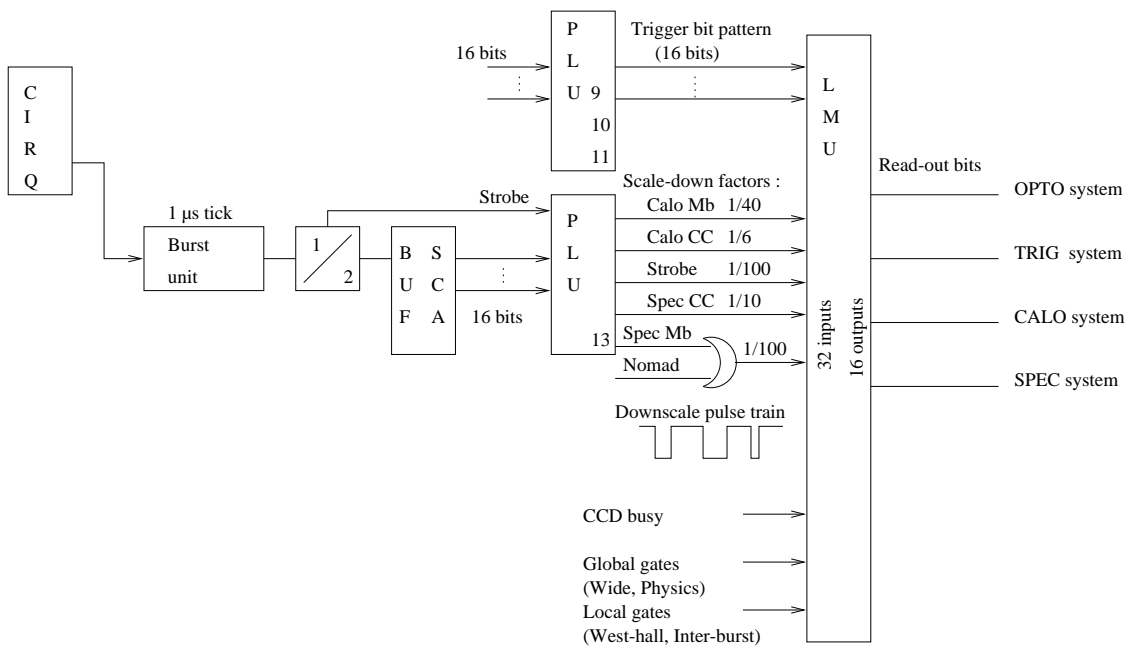 C
I
R
Q
1 μs tick
Burst
unit
1
2
Strobe
B S
U C
F A
16 bits
16 bits
P
L
U 9
10
11
Trigger bit pattern
(16 bits)
P
L
U
13
Scale-down factors :
Calo Mb 1/40
Calo CC 1/6
Strobe 1/100
Spec CC 1/10
Spec Mb
Nomad
1/100
Downscale pulse train
CCD busy
Global gates
(Wide, Physics)
Local gates
(West-hall, Inter-burst)
L
M
U
32 inputs
16 outputs
Read-out bits
OPTO system
TRIG system
CALO system
SPEC system